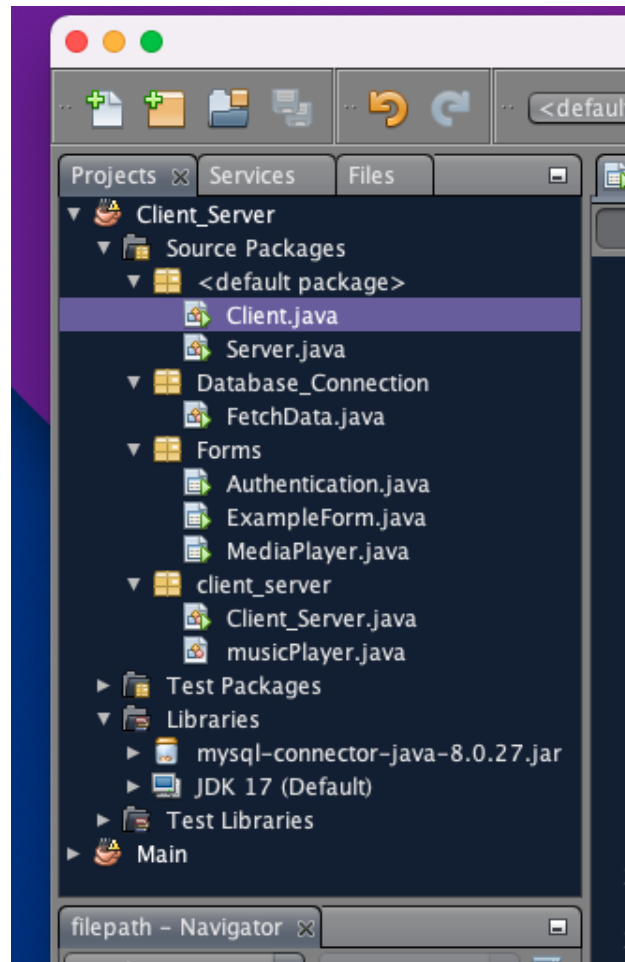 <defaul
Projects Services Files
Client_Server
Source Packages
<default package>
Client.java
Server.java
Database_Connection
FetchData.java
Forms
Authentication.java
ExampleForm.java
MediaPlayer.java
client_server
Client_Server.java
musicPlayer.java
Test Packages
Libraries
mysql-connector-java-8.0.27.jar
JDK 17 (Default)
Test Libraries
Main
filepath - Navigator